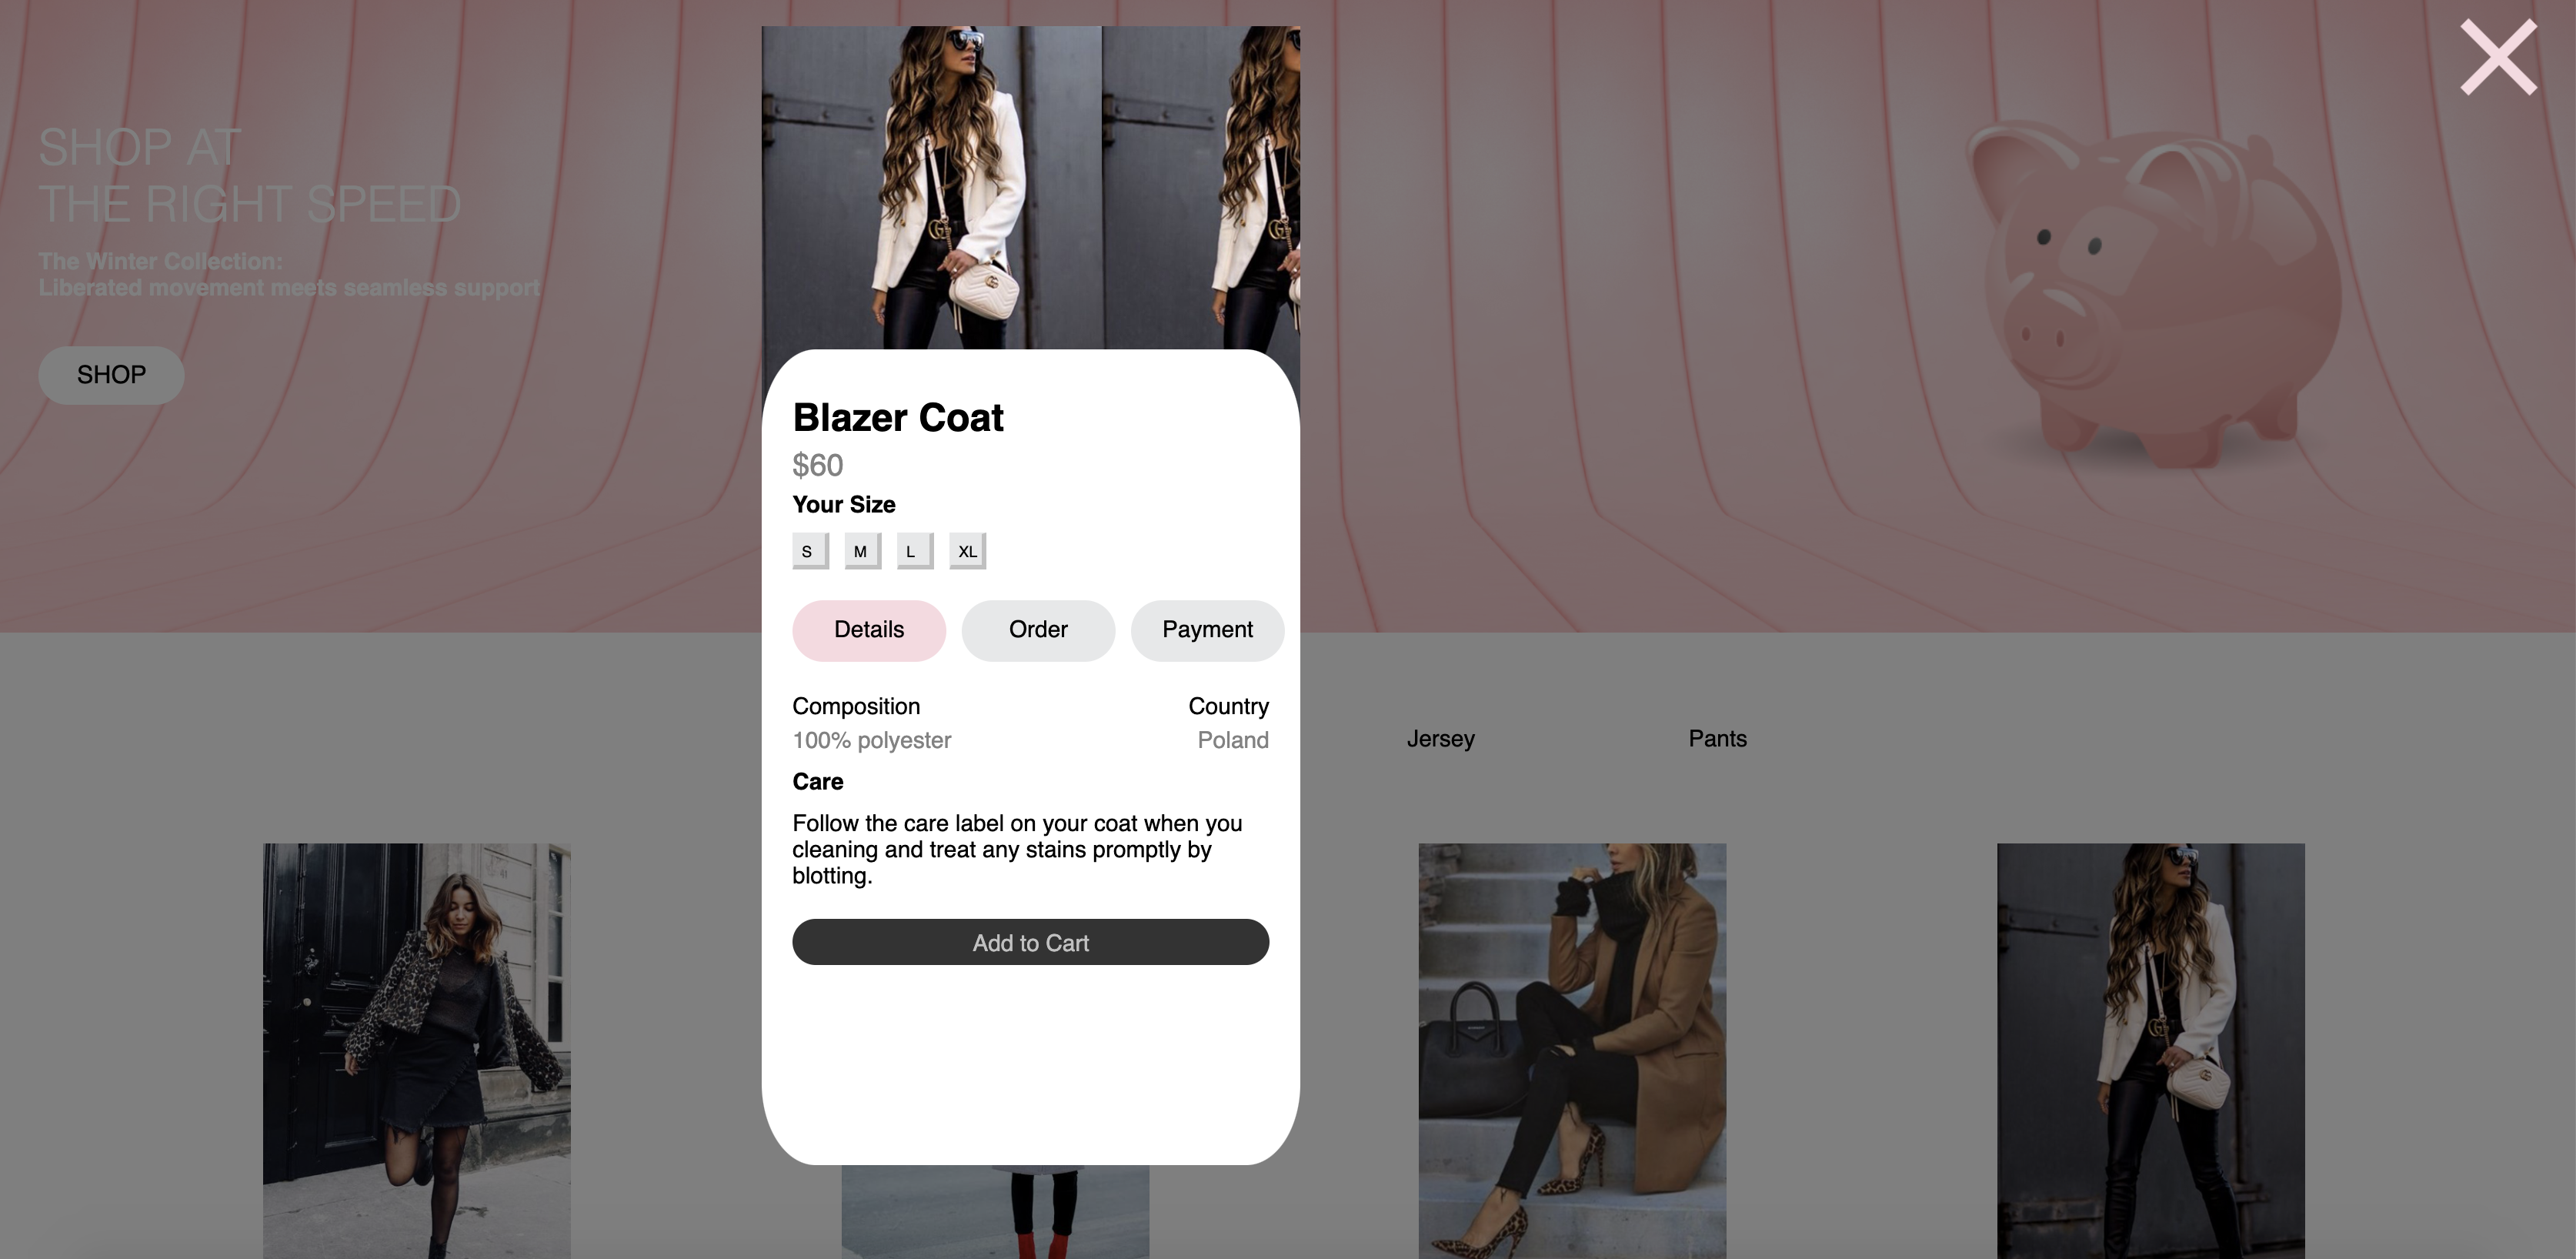 SHOP AT
THE RIGHT SPEED
The Winter Collection:
Liberated movement meets seamless support
SHOP
Blazer Coat
$60
Your Size
S M L XL
Details Order Payment
Composition Country
100% polyester Poland
Care
Follow the care label on your coat when you
cleaning and treat any stains promptly by
blotting.
Add to Cart
Jersey Pants